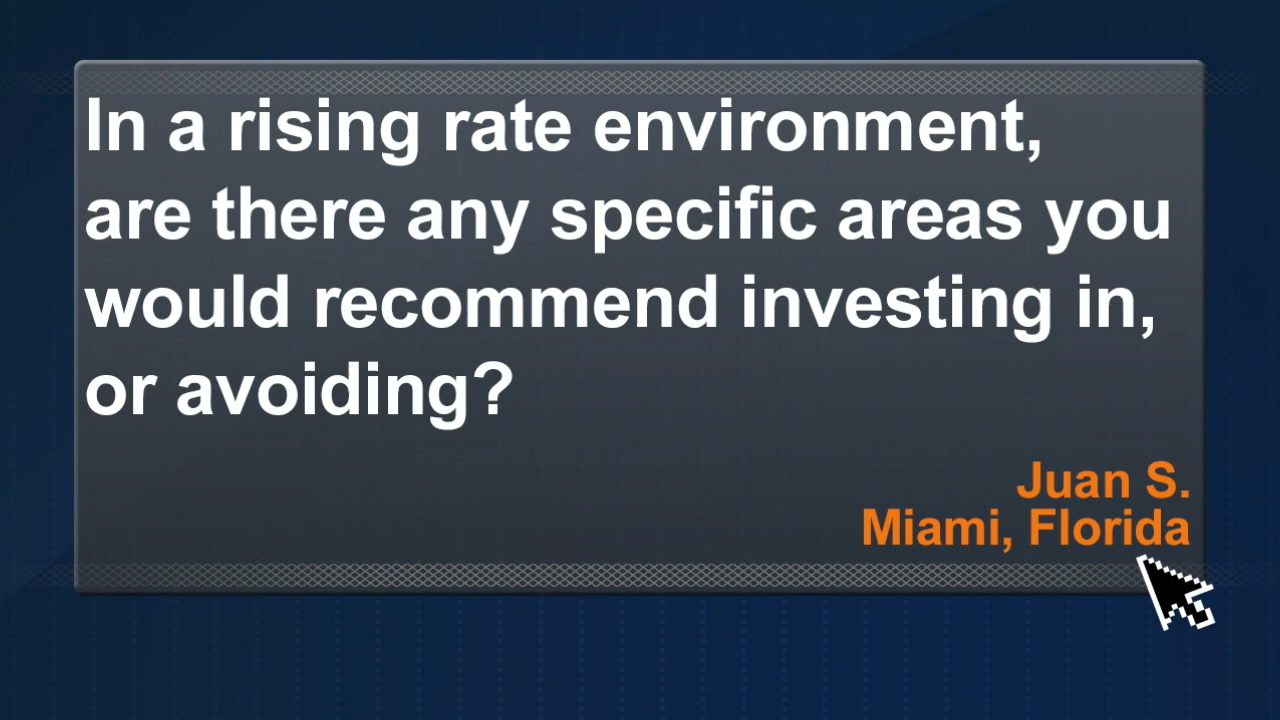 In a rising rate environment,
are there any specific areas you
would recommend investing in,
or avoiding?
Juan S.
Miami, Florida